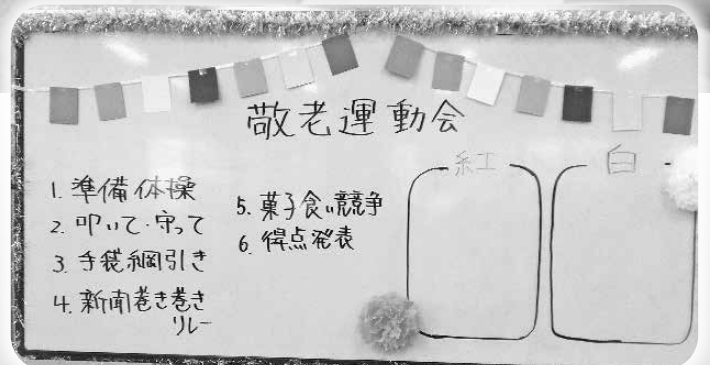 敬老運動会
1. 準備体操
2. 叩いて・守って
3. 手袋綱引き
4. 新聞巻き巻き
リレー
5. 菓子食い競争
6. 得点発表
紅
白